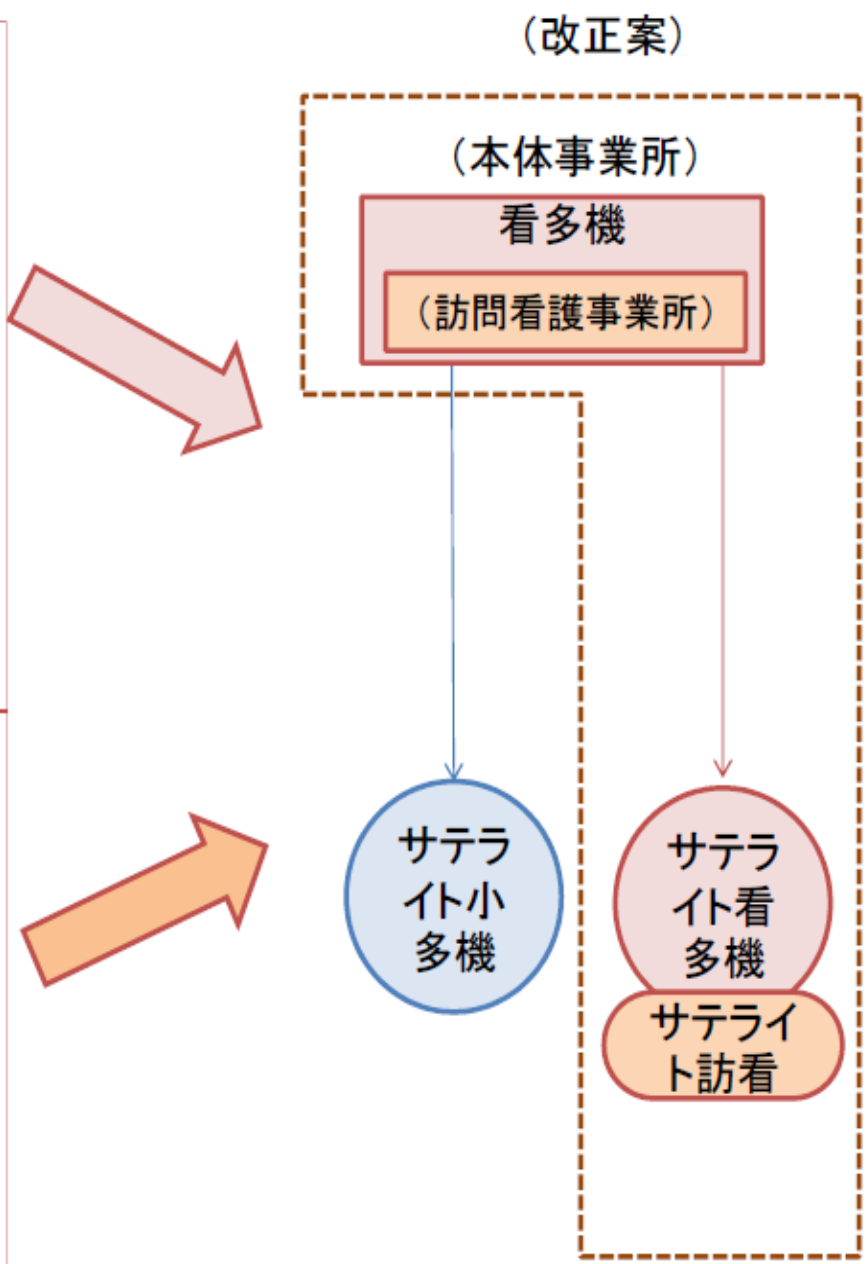 （改正案）
（本体事業所）
看多機
（訪問看護事業所）
サテラ
イト小
多機
サテラ
イト看
多機
サテライ
ト訪看